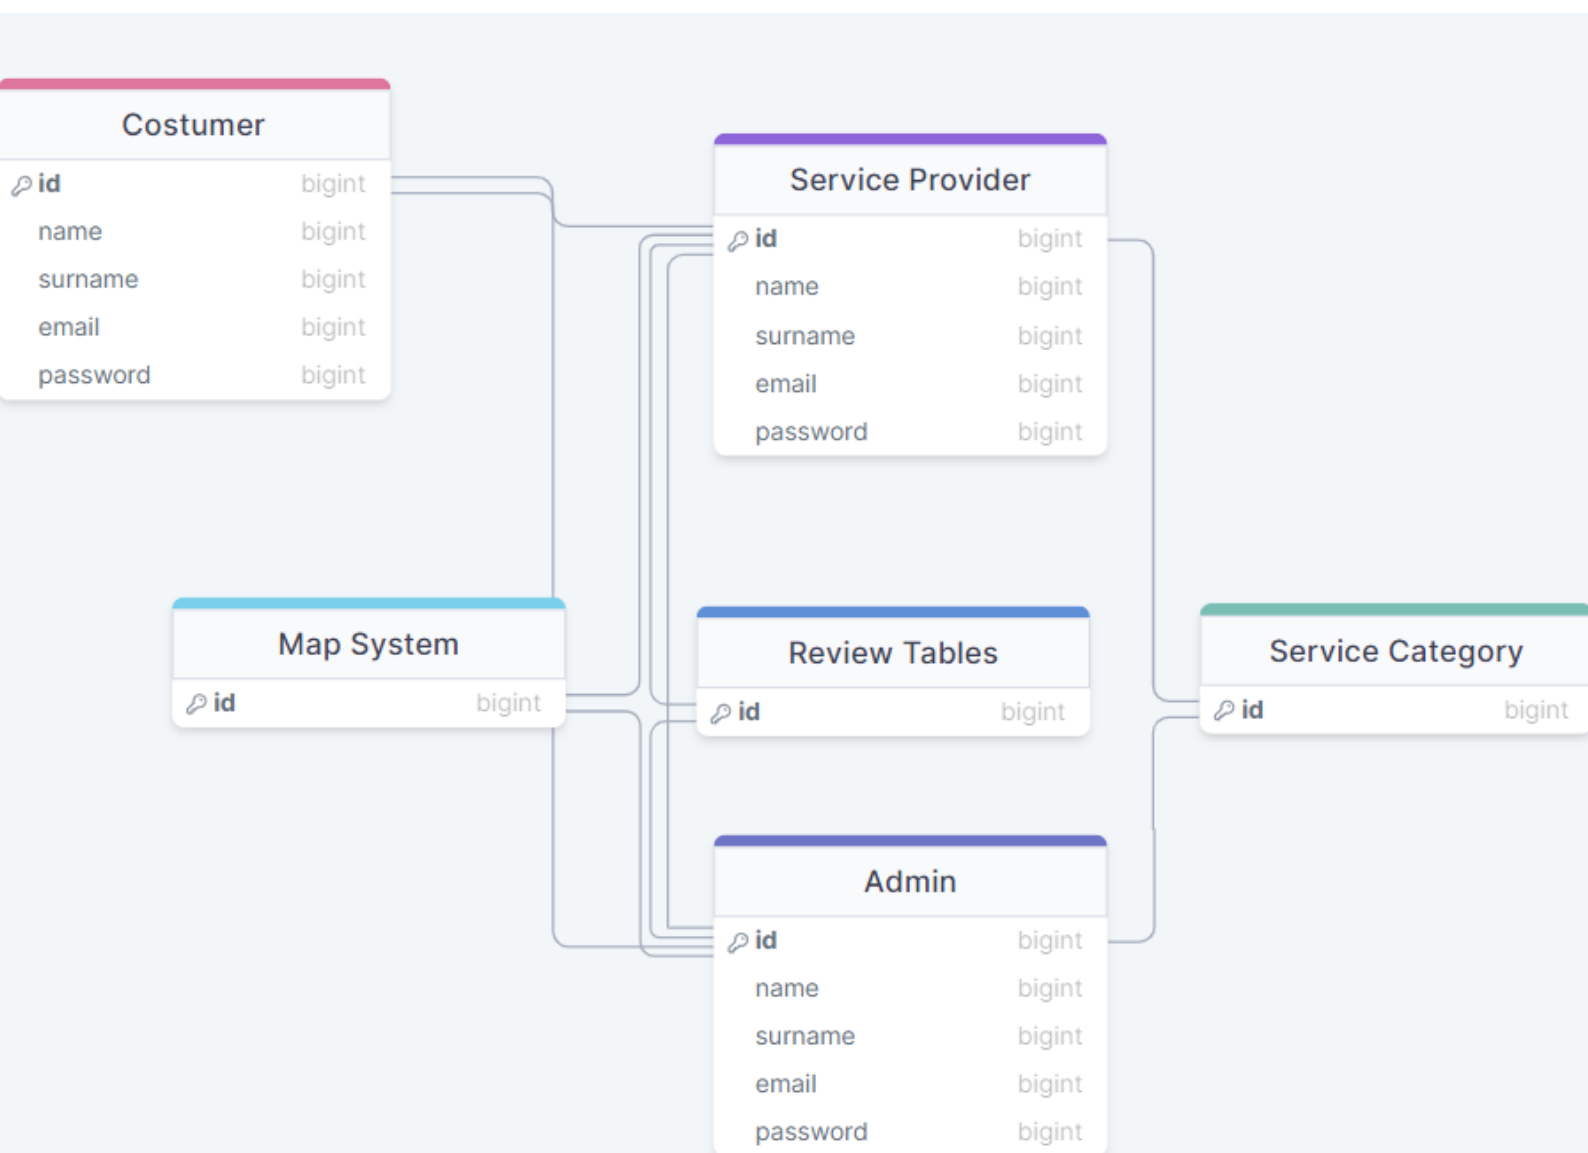 Costumer
id bigint
name bigint
surname bigint
email bigint
password bigint
Service Provider
id bigint
name bigint
surname bigint
email bigint
password bigint
Map System
id bigint
Review Tables
id bigint
Service Category
id bigint
Admin
id bigint
name bigint
surname bigint
email bigint
password bigint